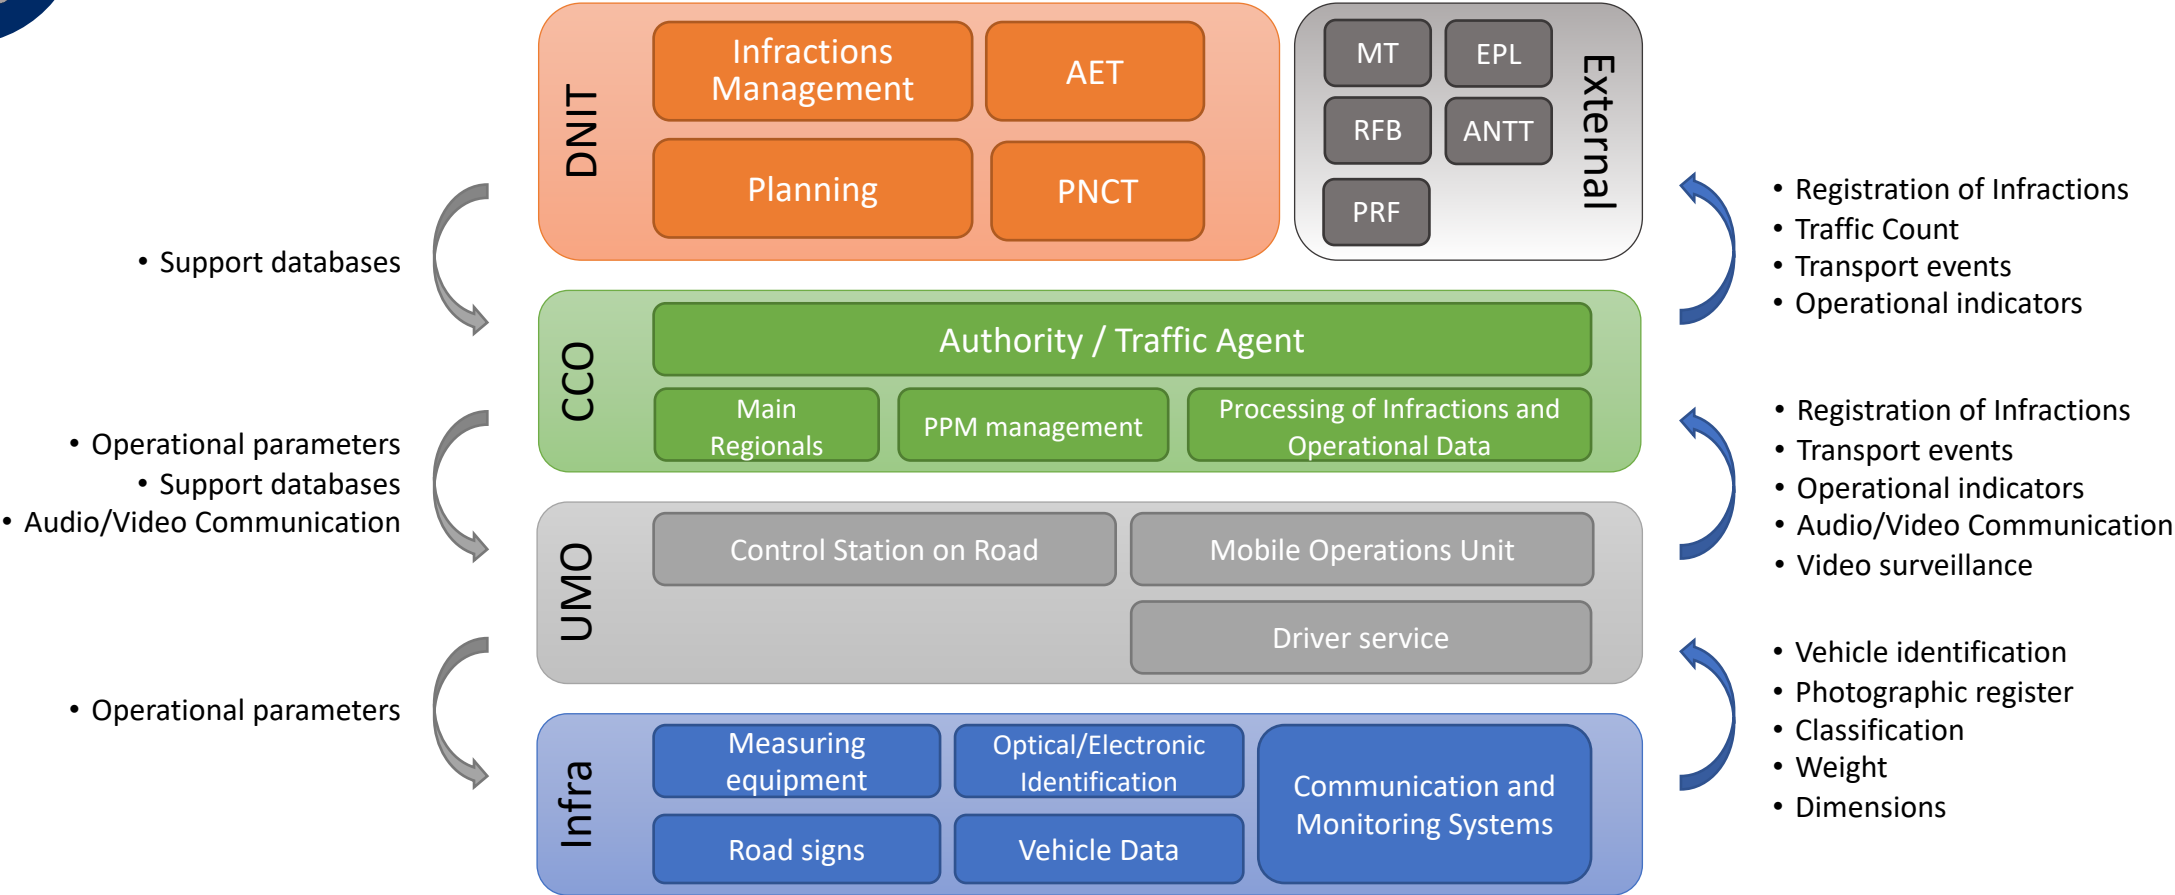 DNIT
Infractions
Management
AET
Planning
PNCT
MT
EPL
RFB
ANTT
PRF
External
• Support databases
• Registration of Infractions
• Traffic Count
• Transport events
• Operational indicators
CCO
Authority / Traffic Agent
Main
Regionals
PPM management
Processing of Infractions and
Operational Data
• Operational parameters
• Support databases
• Audio/Video Communication
• Registration of Infractions
• Transport events
• Operational indicators
• Audio/Video Communication
• Video surveillance
UMO
Control Station on Road
Mobile Operations Unit
Driver service
• Operational parameters
• Vehicle identification
• Photographic register
• Classification
• Weight
• Dimensions
Infra
Measuring
equipment
Optical/Electronic
Identification
Communication and
Monitoring Systems
Road signs
Vehicle Data